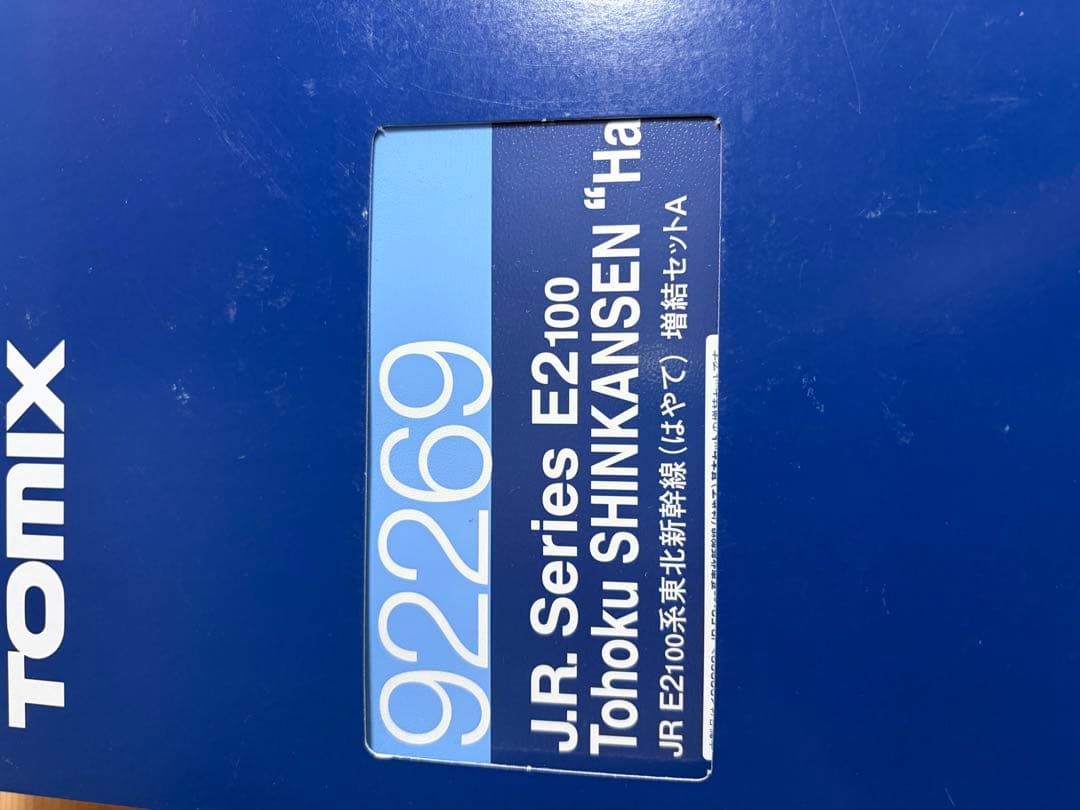 TOMIX
92269
J.R. Series E2100
Tohoku SHINKANSEN “Ha
JR E2100系東北新幹線(はやて) 増結セットA